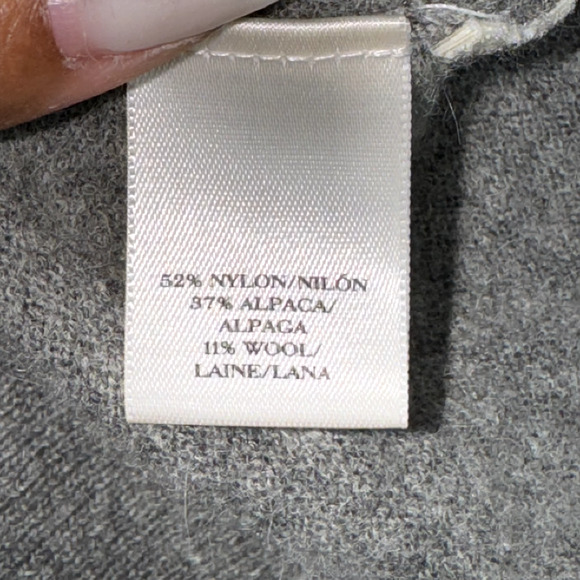 52% NYLON/NILÓN
37% ALPACA/
ALPAGA
11% WOOL/
LAINE/LANA